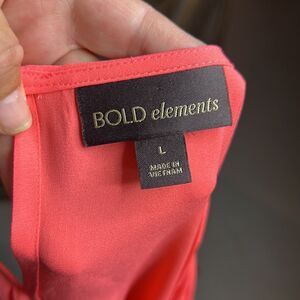 BOLD elements
L
MADE IN
VIETNAM